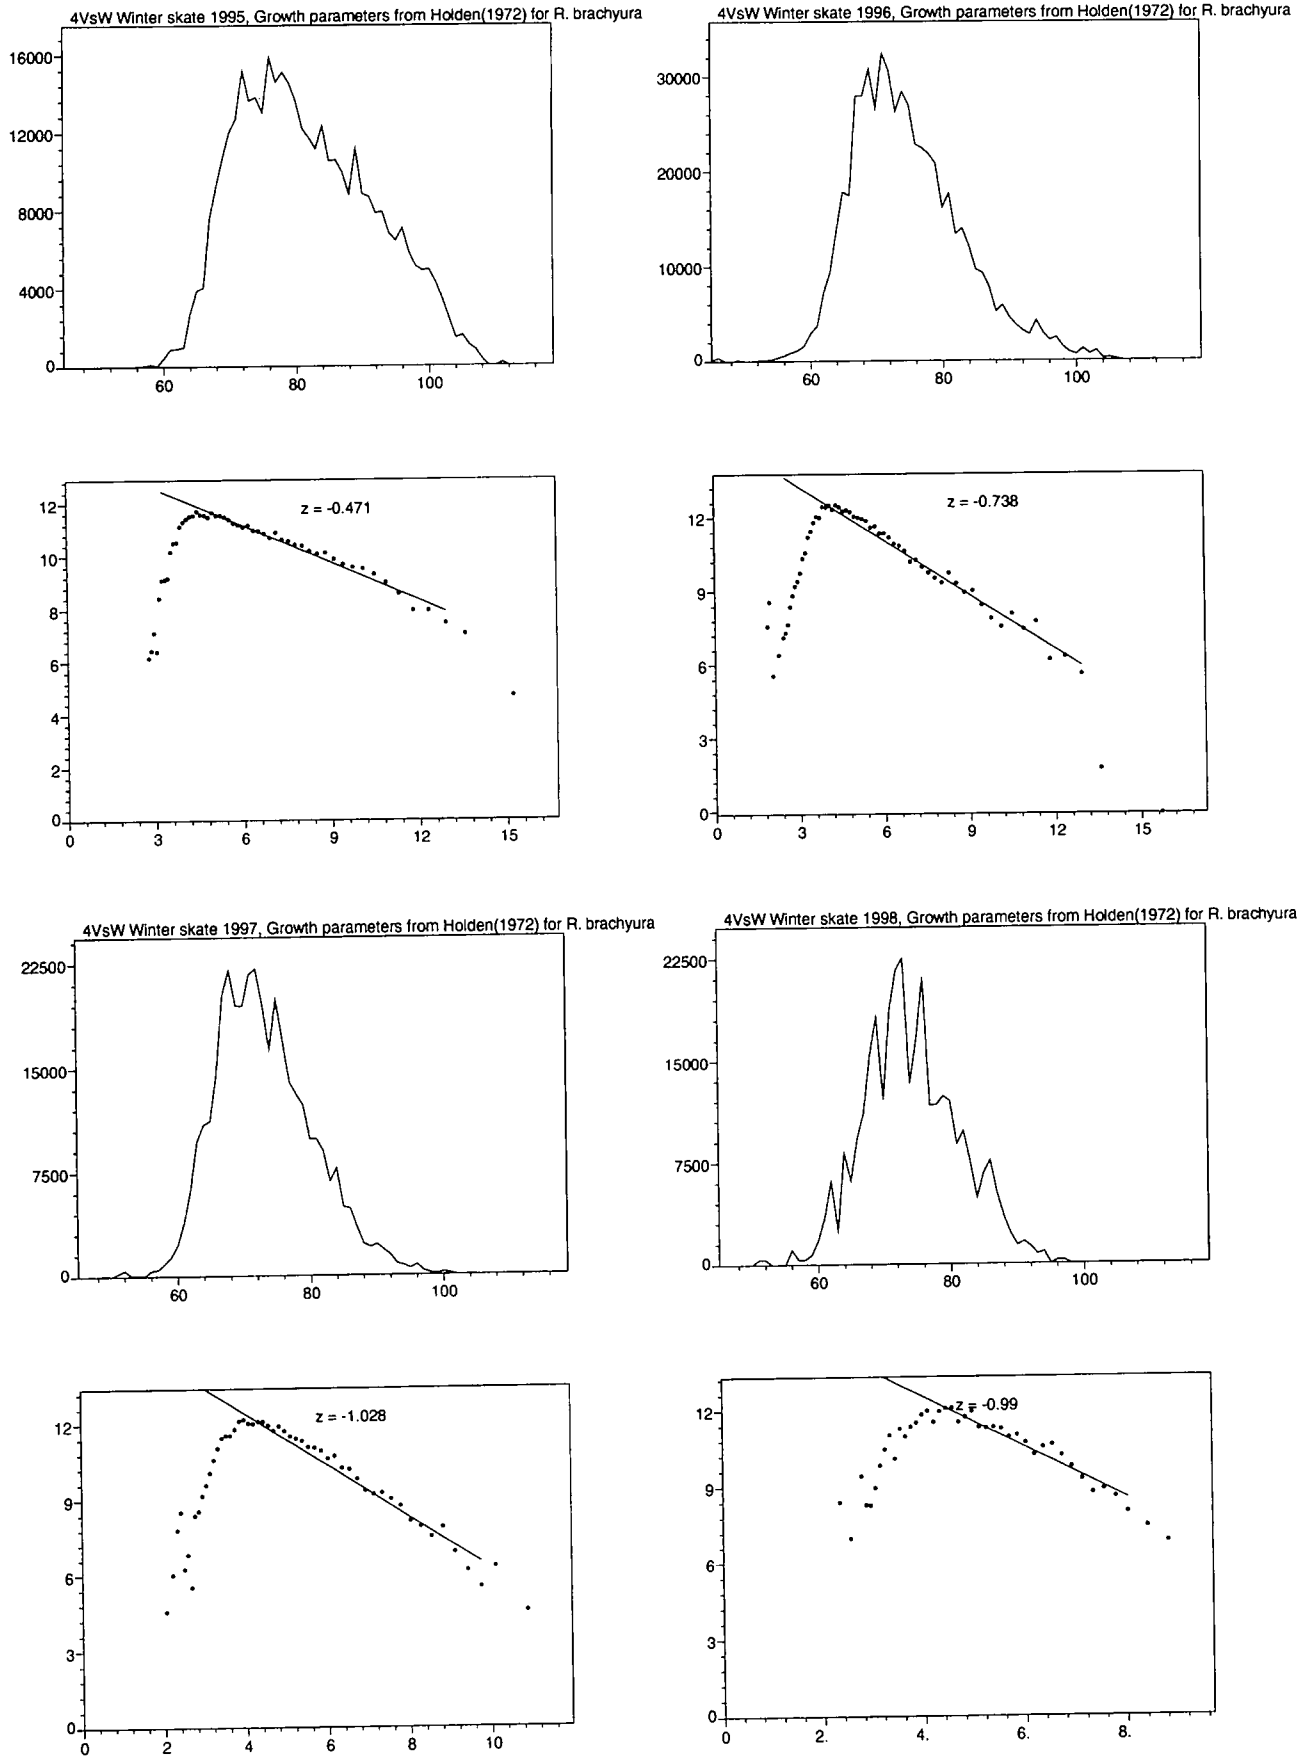 4VsW Winter skate 1995, Growth parameters from Holden(1972) for R. brachyura
16000
12000
8000
4000
0
60 80 100
4VsW Winter skate 1996, Growth parameters from Holden(1972) for R. brachyura
30000
20000
10000
0
60 80 100
z = -0.471
12
10
8
6
4
2
0
0 3 6 9 12 15
z = -0.738
12
9
6
3
0
0 3 6 9 12 15
4VsW Winter skate 1997, Growth parameters from Holden(1972) for R. brachyura
22500
15000
7500
0
60 80 100
4VsW Winter skate 1998, Growth parameters from Holden(1972) for R. brachyura
22500
15000
7500
0
60 80 100
z = -1.028
12
9
6
3
0
0 2 4 6 8 10
z = -0.99
12
9
6
3
0
0 2. 4. 6. 8.